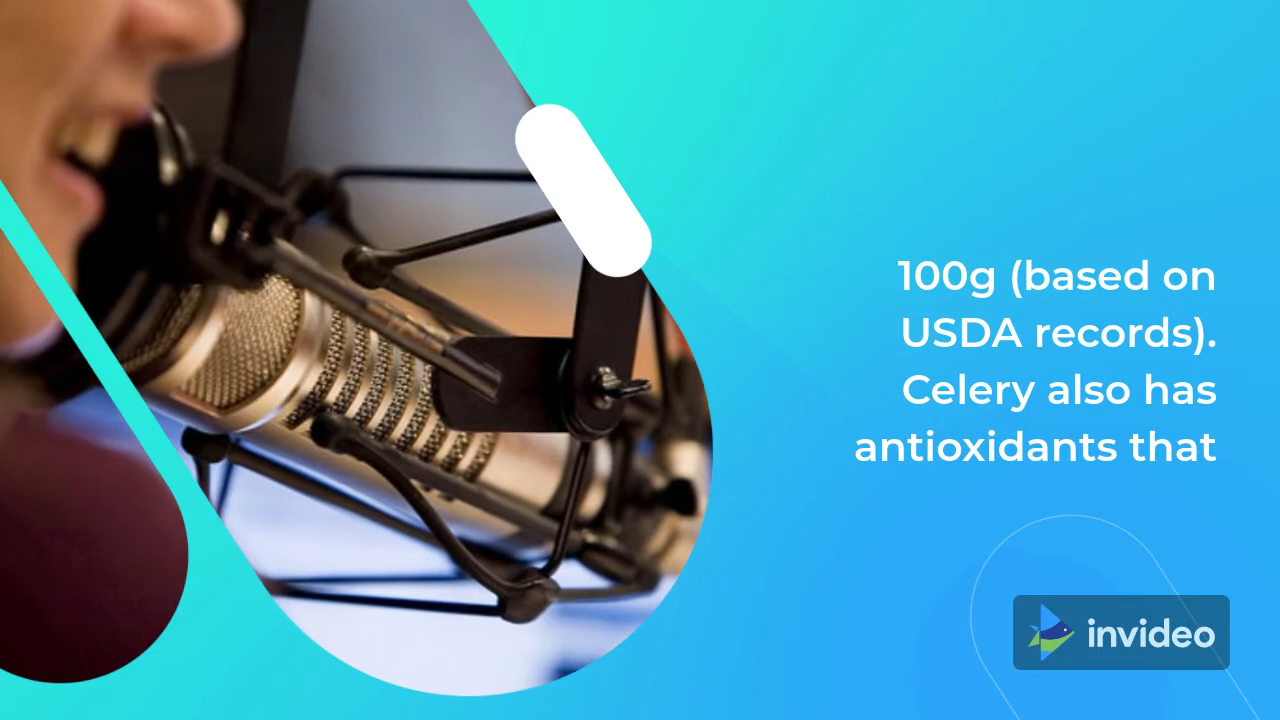 100g (based on
USDA records).
Celery also has
antioxidants that
invideo